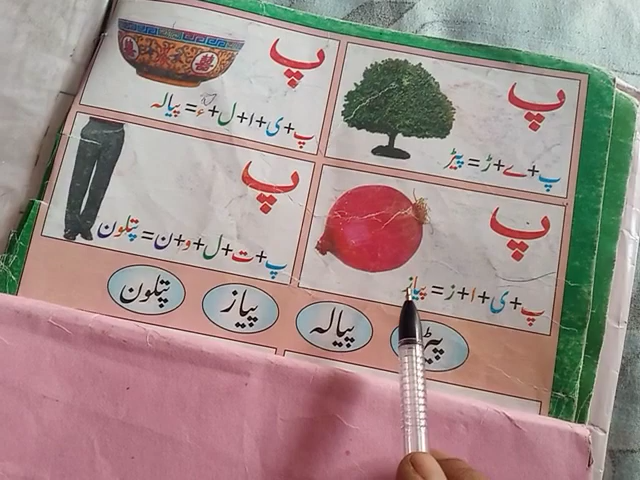 پ
پ+ے+ڑ=پیڑ
پ
پ+ی+ا+ل+ہ=پیالہ
پ
پ+ی+ا+ز=پیاز
پ
پ+ت+ل+و+ن=پتلون
پیڑ پیالہ پیاز پتلون